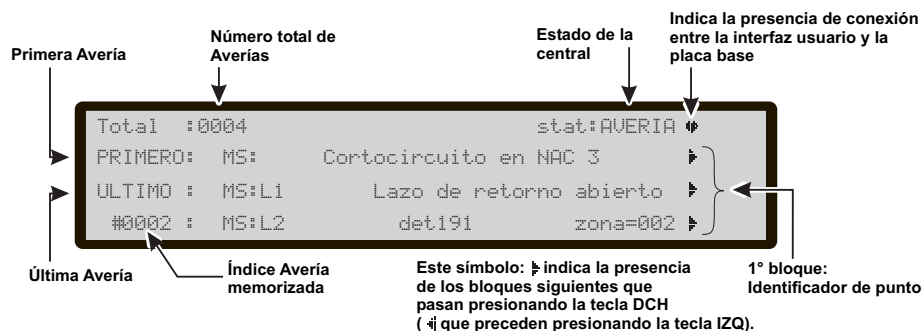 Primera Avería
Número total de
Averías
Estado de la
central
Indica la presencia de conexión
entre la interfaz usuario y la
placa base
Total :0004 stat:AVERIA
PRIMERO: MS: Cortocircuito en NAC 3
ULTIMO : MS:L1 Lazo de retorno abierto
#0002 : MS:L2 det191 zona=002
Última Avería
Índice Avería
memorizada
Este símbolo: indica la presencia
de los bloques siguientes que
pasan presionando la tecla DCH
( que preceden presionando la tecla IZQ).
1° bloque:
Identificador de punto